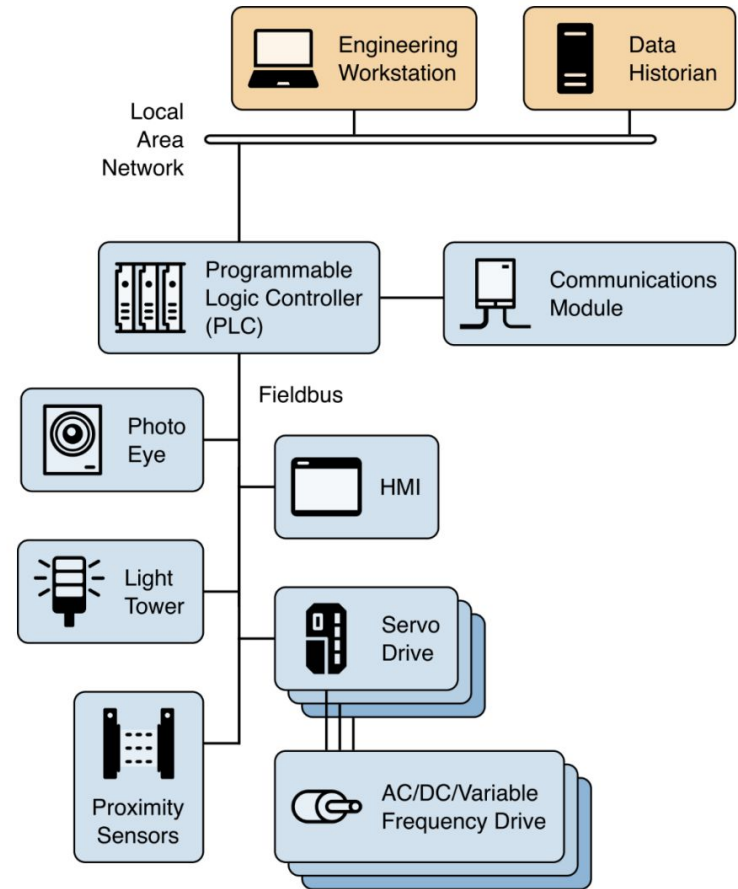 Engineering
Workstation
Data
Historian
Local
Area
Network
Programmable
Logic Controller
(PLC)
Communications
Module
Fieldbus
Photo
Eye
HMI
Light
Tower
Servo
Drive
Proximity
Sensors
AC/DC/Variable
Frequency Drive